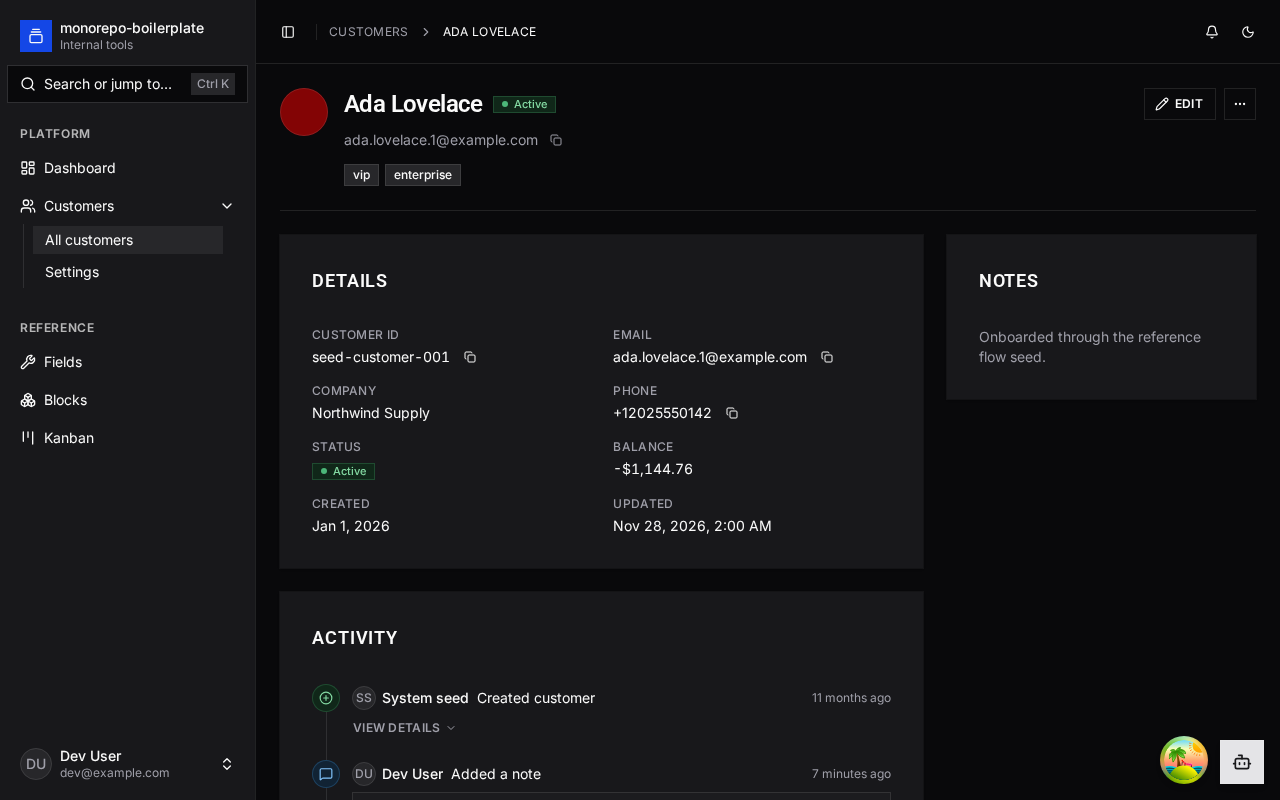 monorepo-boilerplate
Internal tools
Search or jump to...
Ctrl K
PLATFORM
Dashboard
Customers
All customers
Settings
REFERENCE
Fields
Blocks
Kanban
DU
Dev User
dev@example.com
CUSTOMERS
ADA LOVELACE
Ada Lovelace
Active
ada.lovelace.1@example.com
vip
enterprise
EDIT
DETAILS
CUSTOMER ID
seed-customer-001
EMAIL
ada.lovelace.1@example.com
COMPANY
Northwind Supply
PHONE
+12025550142
STATUS
Active
BALANCE
-$1,144.76
CREATED
Jan 1, 2026
UPDATED
Nov 28, 2026, 2:00 AM
NOTES
Onboarded through the reference
flow seed.
ACTIVITY
SS System seed Created customer 11 months ago
VIEW DETAILS
DU Dev User Added a note 7 minutes ago